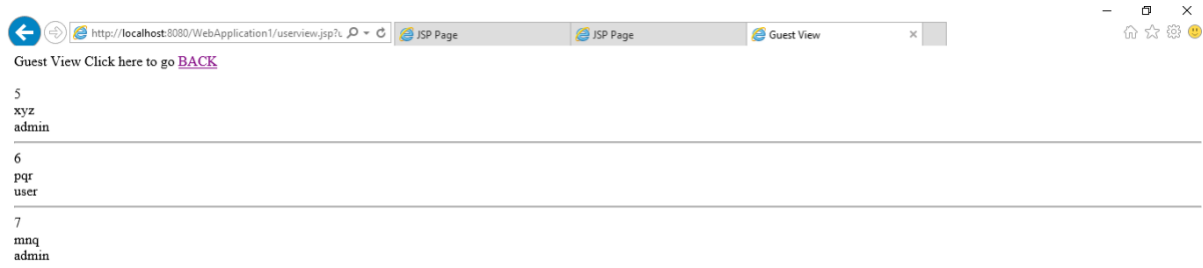 http://localhost:8080/WebApplication1/userview.jsp?u
JSP Page
JSP Page
Guest View
Guest View Click here to go BACK
5
xyz
admin
6
pqr
user
7
mnq
admin